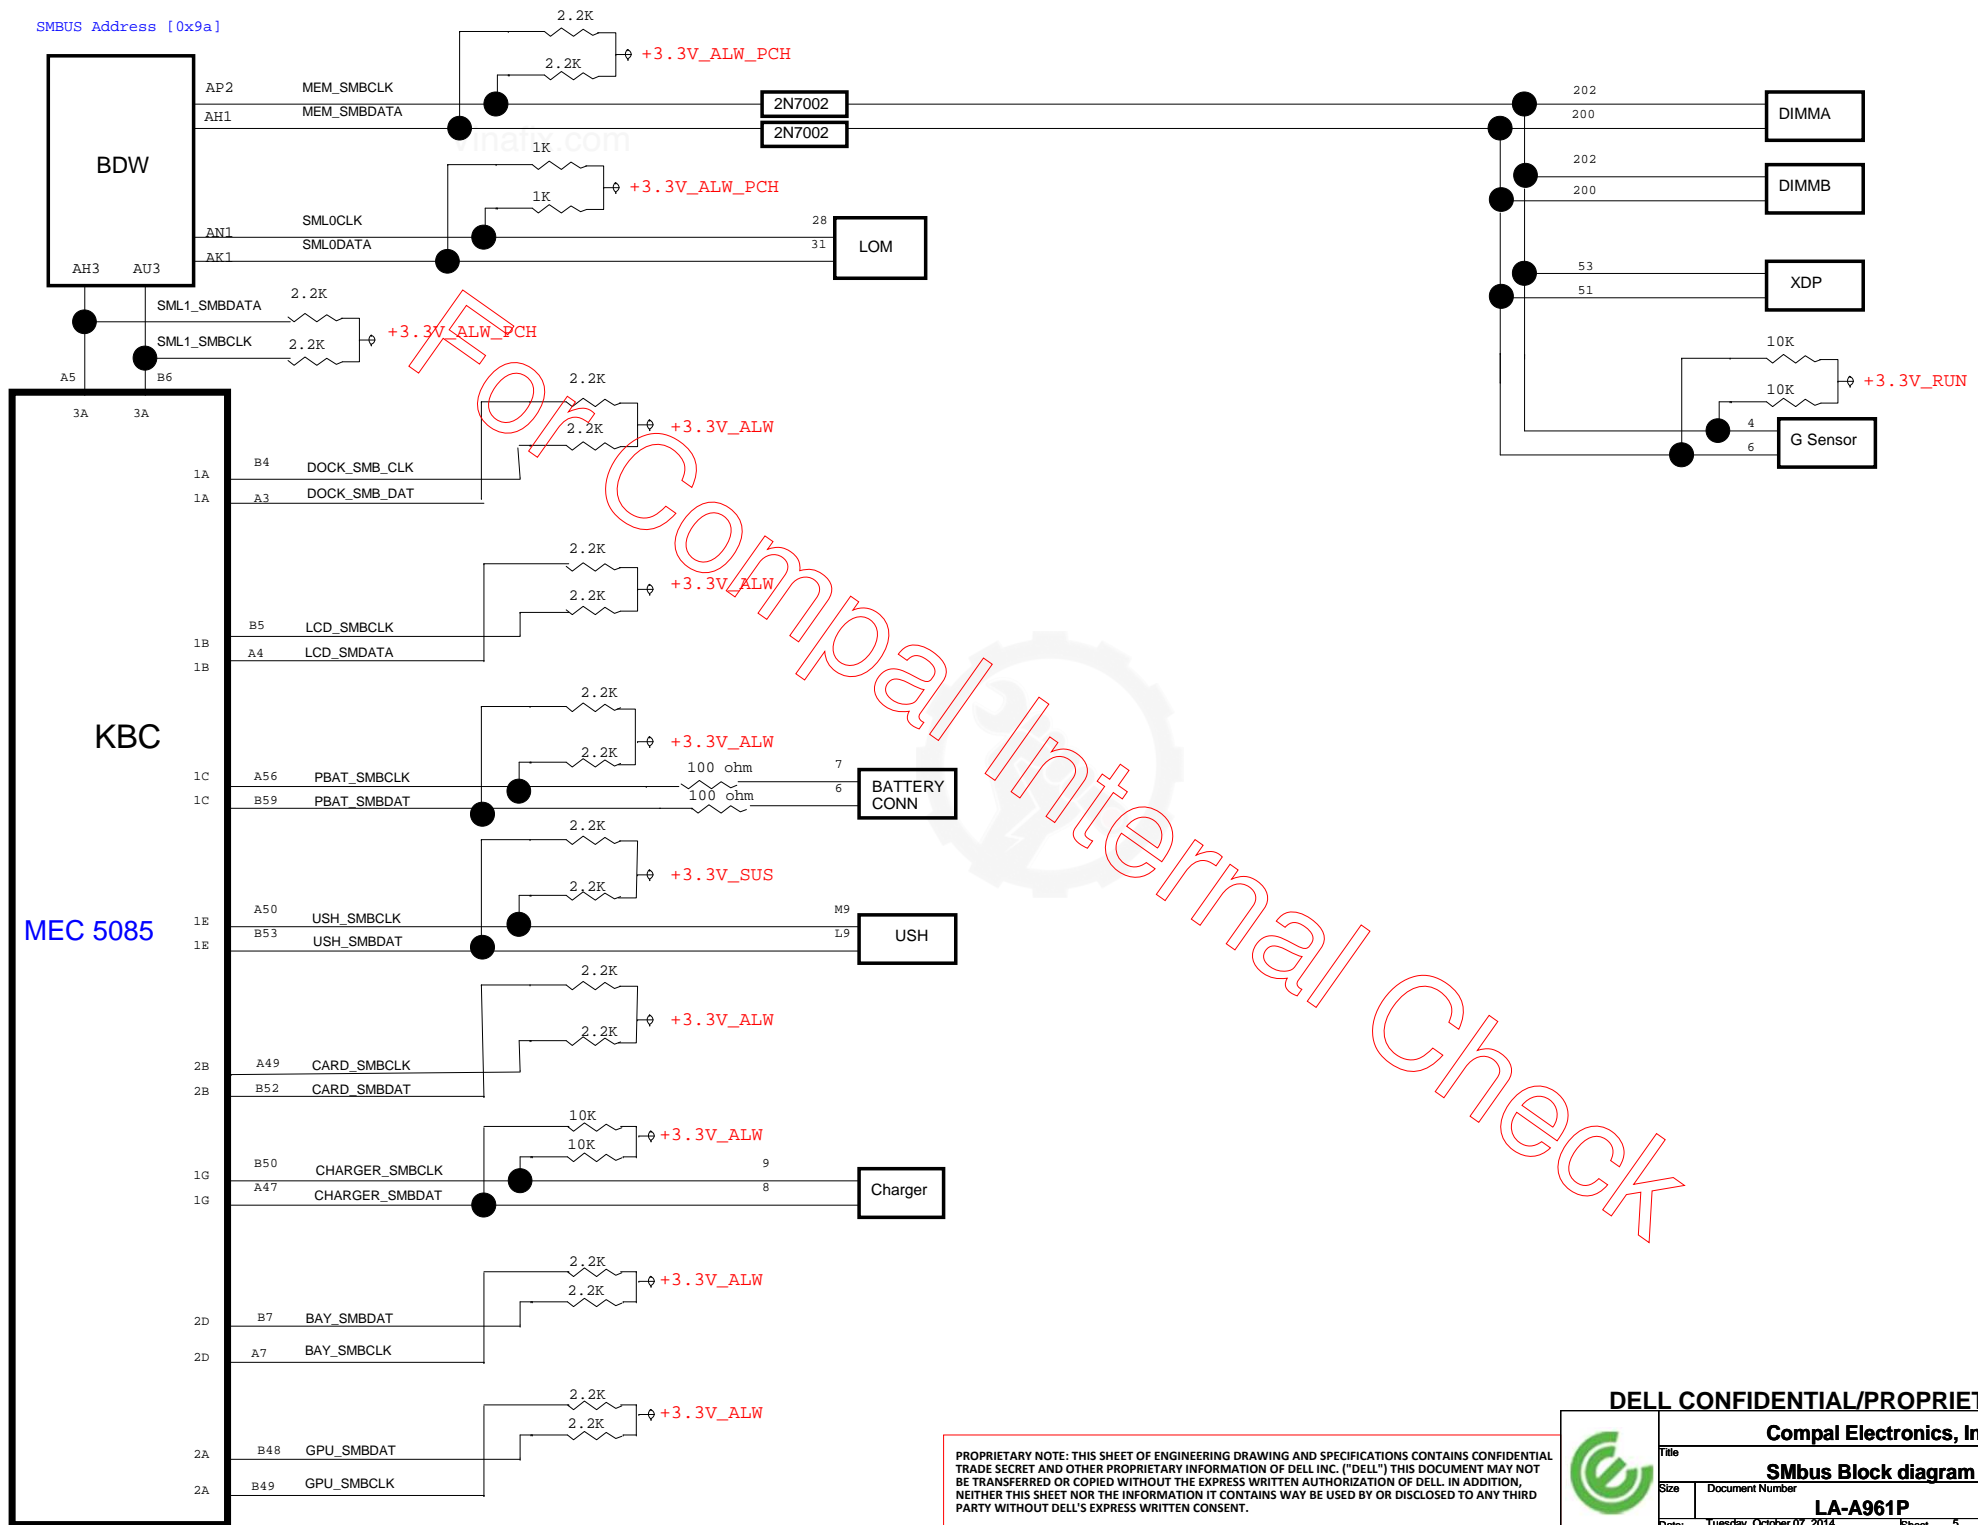 SMBUS Address [0x9a]
2.2K
2.2K
+3.3V_ALW_PCH
BDW
AP2 MEM_SMBCLK
AH1 MEM_SMBDATA
2N7002
2N7002
202
200
DIMMA
vinafix.com
1K
1K
+3.3V_ALW_PCH
202
200
DIMMB
AN1 SML0CLK
AK1 SML0DATA
28
31
LOM
AH3 AU3
53
51
XDP
SML1_SMBDATA
2.2K
SML1_SMBCLK
2.2K
+3.3V_ALW_PCH
10K
10K
+3.3V_RUN
4
6
G Sensor
A5 B6
3A 3A
2.2K
2.2K
+3.3V_ALW
1A B4 DOCK_SMB_CLK
1A A3 DOCK_SMB_DAT
2.2K
2.2K
+3.3V_ALW
1B B5 LCD_SMBCLK
1B A4 LCD_SMDATA
KBC
MEC 5085
2.2K
2.2K
+3.3V_ALW
1C A56 PBAT_SMBCLK
1C B59 PBAT_SMBDAT
100 ohm
100 ohm
7
6
BATTERY
CONN
2.2K
2.2K
+3.3V_SUS
1E A50 USH_SMBCLK
1E B53 USH_SMBDAT
M9
L9
USH
2.2K
2.2K
+3.3V_ALW
2B A49 CARD_SMBCLK
2B B52 CARD_SMBDAT
10K
10K
+3.3V_ALW
1G B50 CHARGER_SMBCLK
1G A47 CHARGER_SMBDAT
9
8
Charger
2.2K
2.2K
+3.3V_ALW
2D B7 BAY_SMBDAT
2D A7 BAY_SMBCLK
2.2K
2.2K
+3.3V_ALW
2A B48 GPU_SMBDAT
2A B49 GPU_SMBCLK
For Compal Internal Check
PROPRIETARY NOTE: THIS SHEET OF ENGINEERING DRAWING AND SPECIFICATIONS CONTAINS CONFIDENTIAL
TRADE SECRET AND OTHER PROPRIETARY INFORMATION OF DELL INC. ("DELL") THIS DOCUMENT MAY NOT
BE TRANSFERRED OR COPIED WITHOUT THE EXPRESS WRITTEN AUTHORIZATION OF DELL. IN ADDITION,
NEITHER THIS SHEET NOR THE INFORMATION IT CONTAINS WAY BE USED BY OR DISCLOSED TO ANY THIRD
PARTY WITHOUT DELL'S EXPRESS WRITTEN CONSENT.
DELL CONFIDENTIAL/PROPRIET
Compal Electronics, In
Title
SMbus Block diagram
Size Document Number
LA-A961P
Date: Tuesday, October 07, 2014 Sheet 5